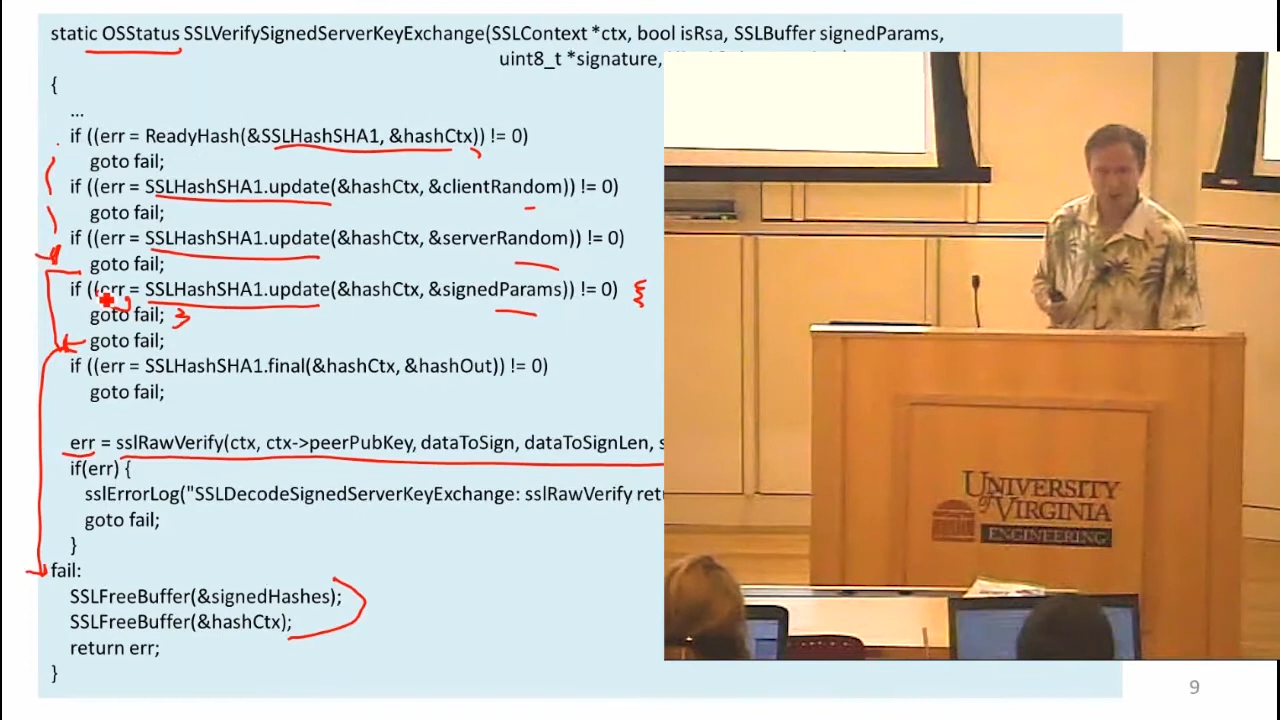 static OSStatus SSLVerifySignedServerKeyExchange(SSLContext *ctx, bool isRsa, SSLBuffer signedParams,
uint8_t *signature,
{
...
if ((err = ReadyHash(&SSLHashSHA1, &hashCtx)) != 0)
goto fail;
if ((err = SSLHashSHA1.update(&hashCtx, &clientRandom)) != 0)
goto fail;
if ((err = SSLHashSHA1.update(&hashCtx, &serverRandom)) != 0)
goto fail;
if ((err = SSLHashSHA1.update(&hashCtx, &signedParams)) != 0)
goto fail;
goto fail;
if ((err = SSLHashSHA1.final(&hashCtx, &hashOut)) != 0)
goto fail;
err = sslRawVerify(ctx, ctx->peerPubKey, dataToSign, dataToSignLen,
if(err) {
sslErrorLog("SSLDecodeSignedServerKeyExchange: sslRawVerify
goto fail;
}
fail:
SSLFreeBuffer(&signedHashes);
SSLFreeBuffer(&hashCtx);
return err;
}
UNIVERSITY
of VIRGINIA
ENGINEERING
9